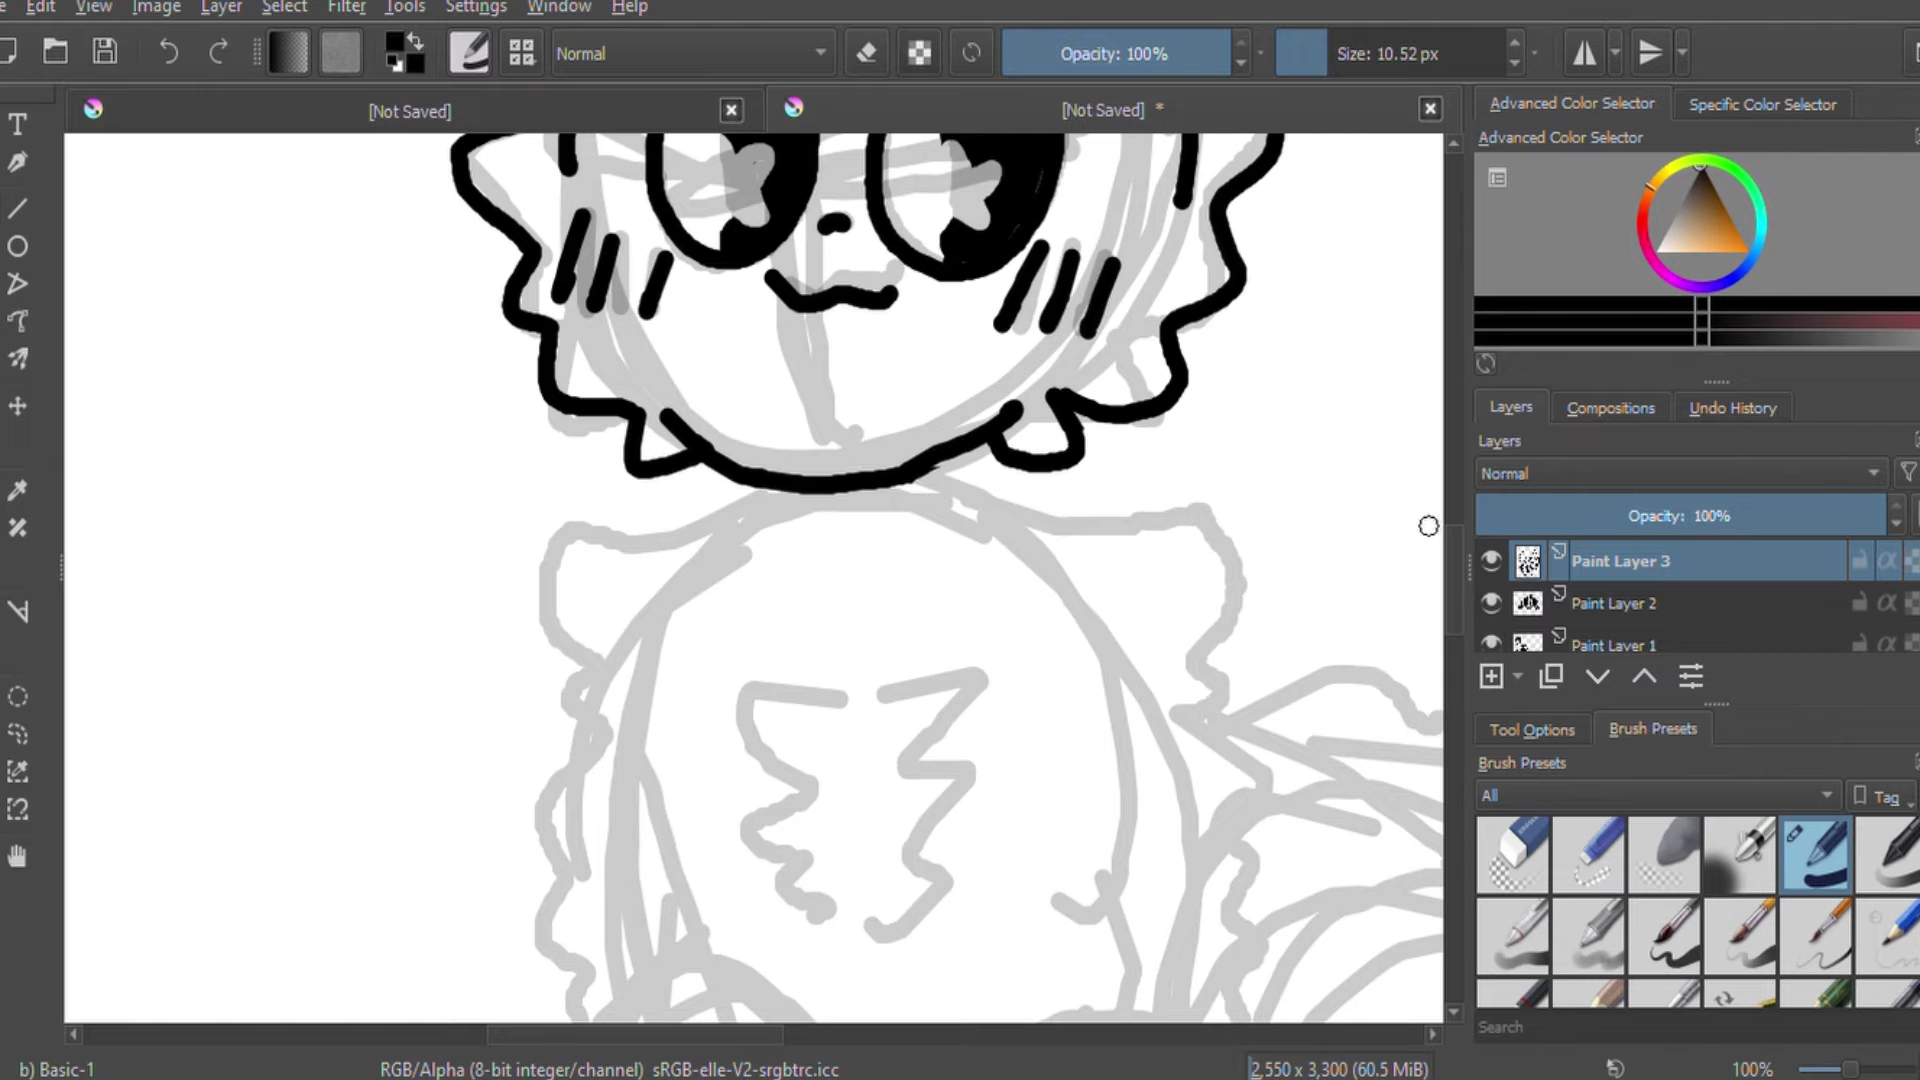 Edit View Image Layer Select Filter Tools Settings Window Help
Normal Opacity: 100% Size: 10.52 px
[Not Saved] [Not Saved] *
Advanced Color Selector Specific Color Selector
Advanced Color Selector
Layers Compositions Undo History
Layers
Normal
Opacity: 100%
Paint Layer 3
Paint Layer 2
Paint Layer 1
Tool Options Brush Presets
Brush Presets
All Tag
Search
b) Basic-1 RGB/Alpha (8-bit integer/channel) sRGB-elle-V2-srgbtrc.icc 2,550 x 3,300 (60.5 MiB) 100%